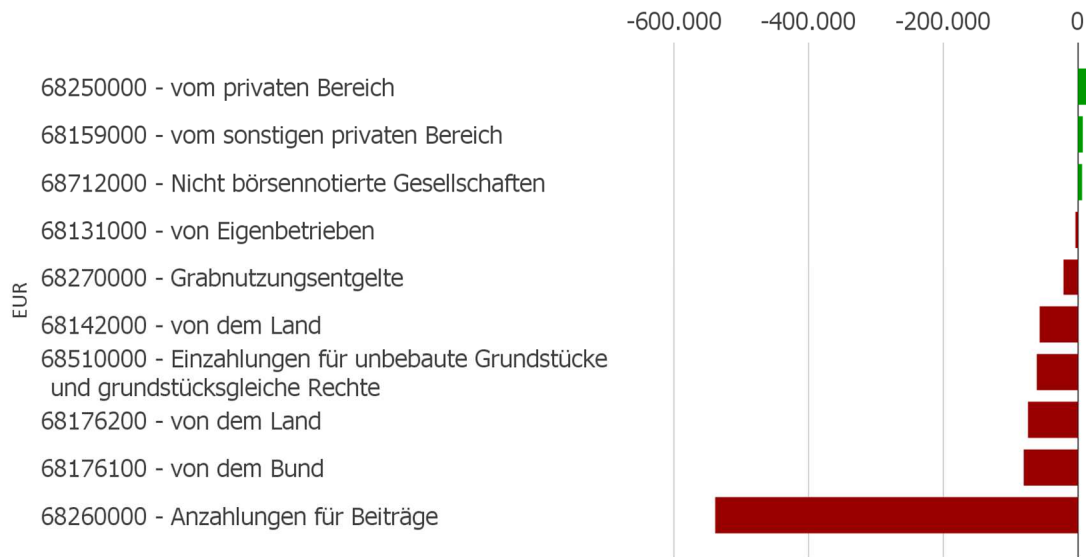 -600.000 -400.000 -200.000 0
68250000 - vom privaten Bereich
68159000 - vom sonstigen privaten Bereich
68712000 - Nicht börsennotierte Gesellschaften
68131000 - von Eigenbetrieben
68270000 - Grabnutzungsentgelte
EUR
68142000 - von dem Land
68510000 - Einzahlungen für unbebaute Grundstücke
und grundstücksgleiche Rechte
68176200 - von dem Land
68176100 - von dem Bund
68260000 - Anzahlungen für Beiträge